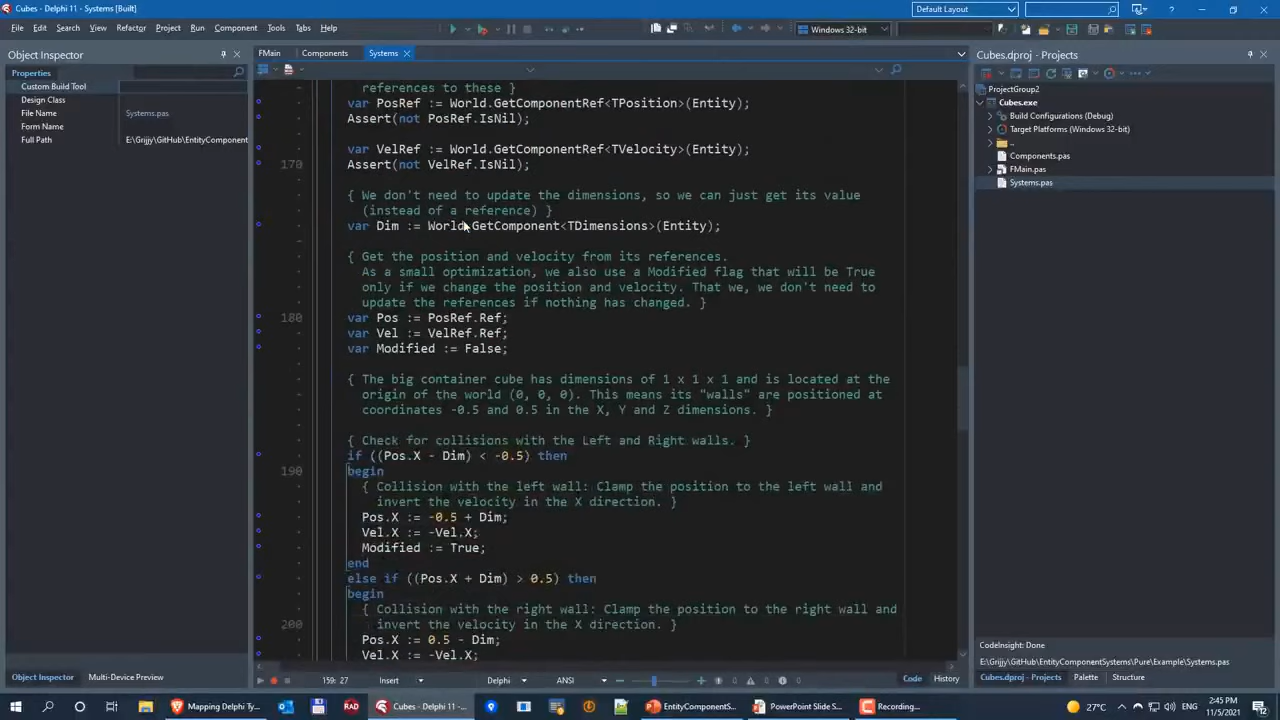 Cubes - Delphi 11 - Systems [Built]
Default Layout
File Edit Search View Refactor Project Run Component Tools Tabs Help
Windows 32-bit
Object Inspector
Properties
Custom Build Tool
Design Class
File Name Systems.pas
Form Name
Full Path E:\Grijjy\GitHub\EntityComponent
FMain Components Systems
references to these }
var PosRef := World.GetComponentRef<TPosition>(Entity);
Assert(not PosRef.IsNil);
var VelRef := World.GetComponentRef<TVelocity>(Entity);
170 Assert(not VelRef.IsNil);
{ We don't need to update the dimensions, so we can just get its value
(instead of a reference) }
var Dim := World.GetComponent<TDimensions>(Entity);
{ Get the position and velocity from its references.
As a small optimization, we also use a Modified flag that will be True
only if we change the position and velocity. That we, we don't need to
update the references if nothing has changed. }
180 var Pos := PosRef.Ref;
var Vel := VelRef.Ref;
var Modified := False;
{ The big container cube has dimensions of 1 x 1 x 1 and is located at the
origin of the world (0, 0, 0). This means its "walls" are positioned at
coordinates -0.5 and 0.5 in the X, Y and Z dimensions. }
{ Check for collisions with the Left and Right walls. }
if ((Pos.X - Dim) < -0.5) then
190 begin
{ Collision with the left wall: Clamp the position to the left wall and
invert the velocity in the X direction. }
Pos.X := -0.5 + Dim;
Vel.X := -Vel.X;
Modified := True;
end
else if ((Pos.X + Dim) > 0.5) then
begin
{ Collision with the right wall: Clamp the position to the right wall and
200 invert the velocity in the X direction. }
Pos.X := 0.5 - Dim;
Vel.X := -Vel.X;
159: 27 Insert Delphi ANSI 0 0 0 Code History
Cubes.dproj - Projects
ProjectGroup2
Cubes.exe
Build Configurations (Debug)
Target Platforms (Windows 32-bit)
..
Components.pas
FMain.pas
Systems.pas
CodeInsight: Done
E:\Grijjy\GitHub\EntityComponentSystems\Pure\Example\Systems.pas
Cubes.dproj - Projects Palette Structure
Object Inspector Multi-Device Preview
Mapping Delphi Ty... RAD Cubes - Delphi 11 - ... EntityComponentS... PowerPoint Slide S... Recording...
27°C
2:45 PM
11/5/2021
12